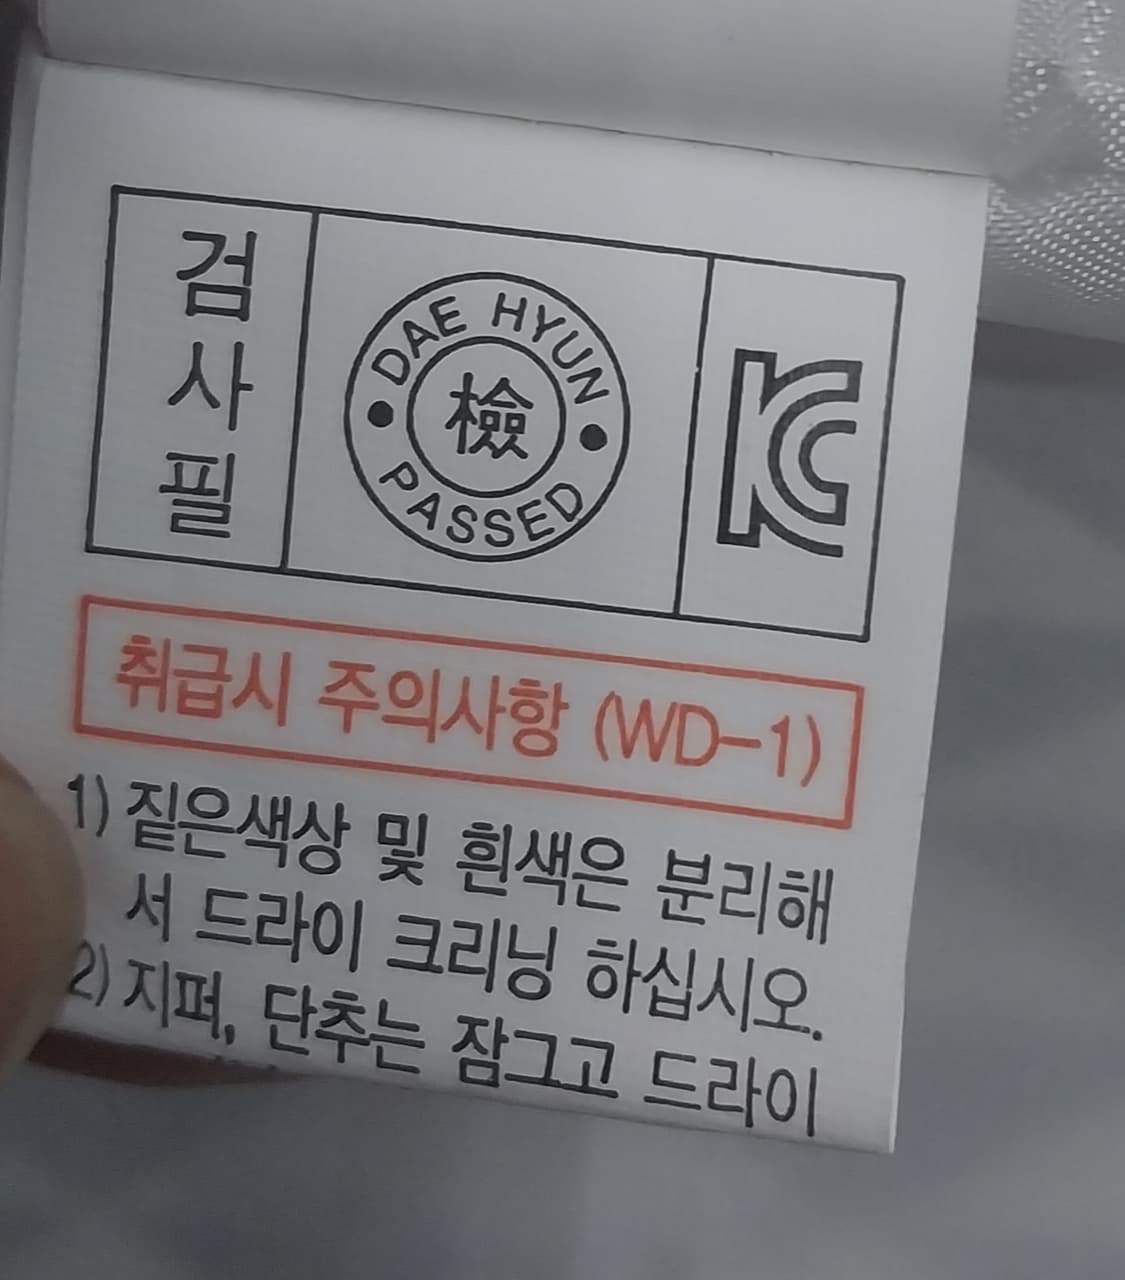 검사필
DAE HYUN
檢
PASSED
KC
취급시 주의사항 (WD-1)
1) 짙은색상 및 흰색은 분리해
서 드라이 크리닝 하십시오.
2) 지퍼, 단추는 잠그고 드라이